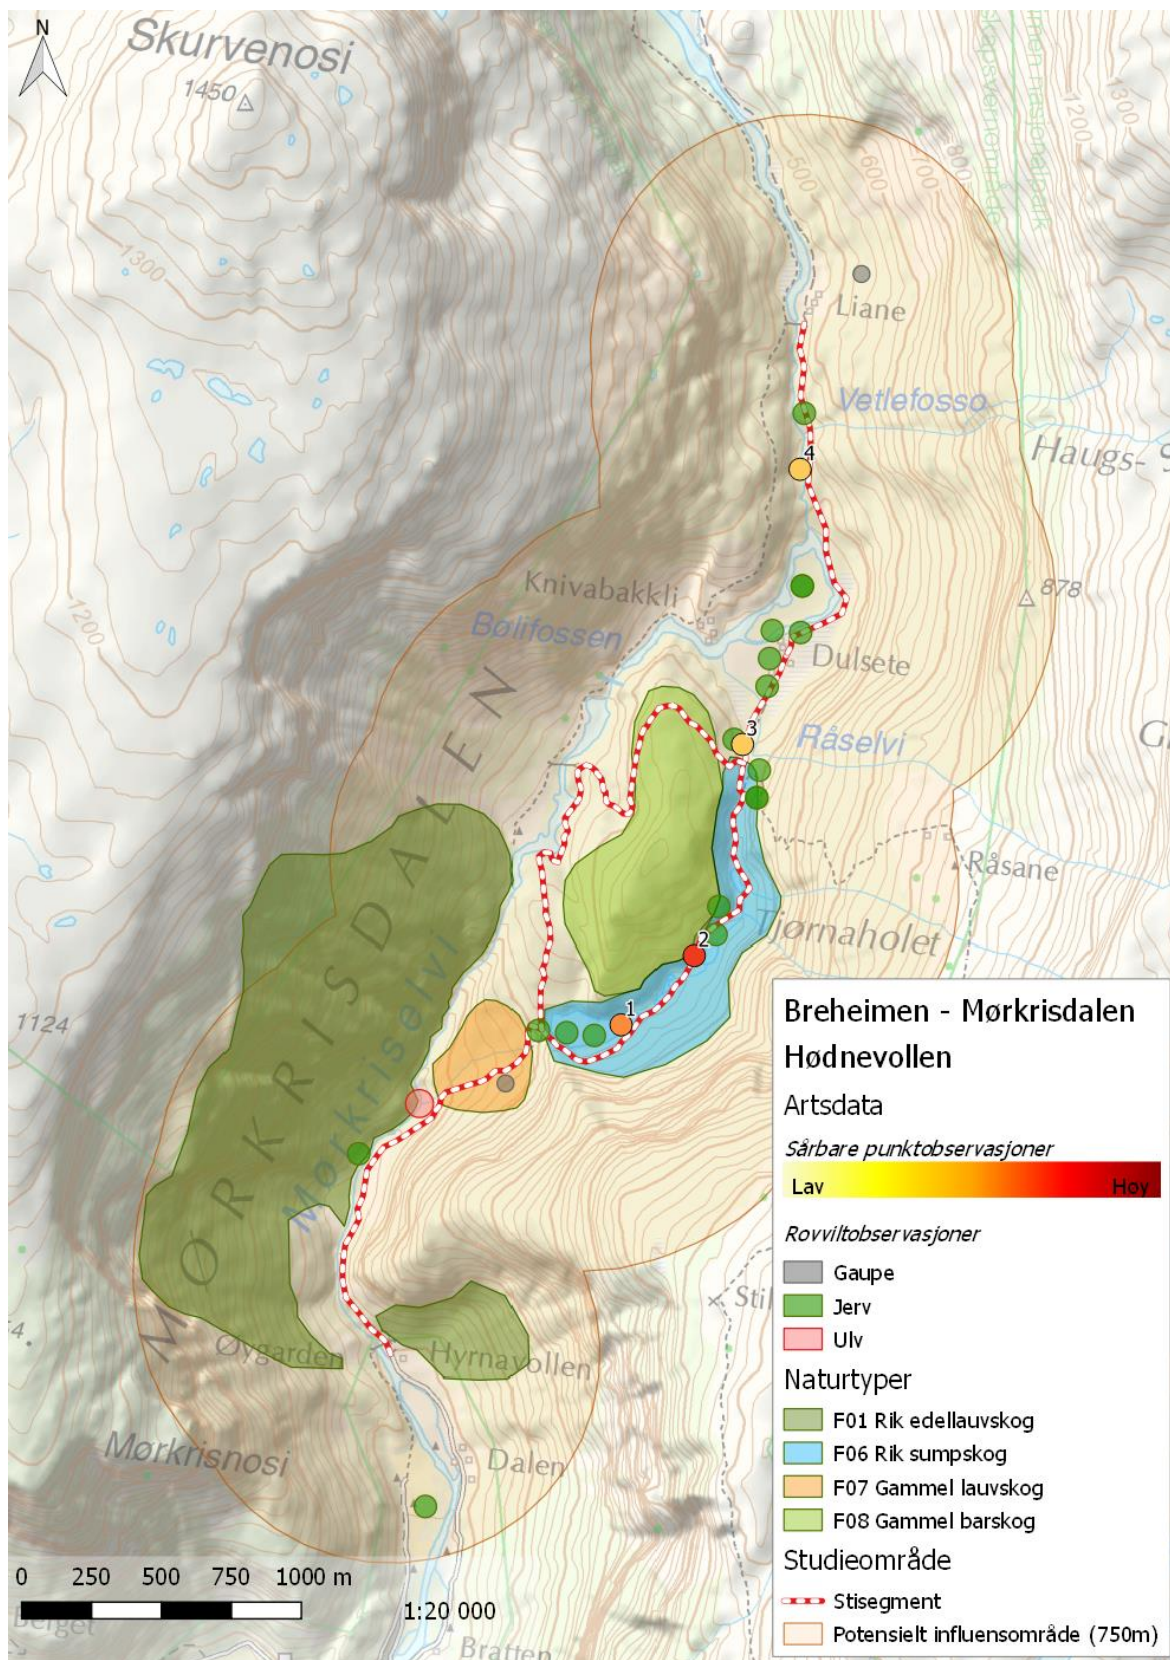 N
Skurvenosi
1450
1300
500
600
700
800
1200
1300
Liane
Vetlefosso
Haugs-
4
Knivabakkli
878
Bølifossen
Dulsete
1200
3
Råselvi
Råsane
Tjørnaholet
2
1
1124
MØRKRISDALEN
Mørkriselvi
Øygarden
Hyrnavollen
Mørkrisnosi
Dalen
Bratten
0 250 500 750 1000 m
1:20 000
Breheimen - Mørkrisdalen
Hødnevollen
Artsdata
Sårbare punktobservasjoner
Lav Høy
Rovviltobservasjoner
Gaupe
Jerv
Ulv
Naturtyper
F01 Rik edellauvskog
F06 Rik sumpskog
F07 Gammel lauvskog
F08 Gammel barskog
Studieområde
Stisegment
Potensielt influensområde (750m)